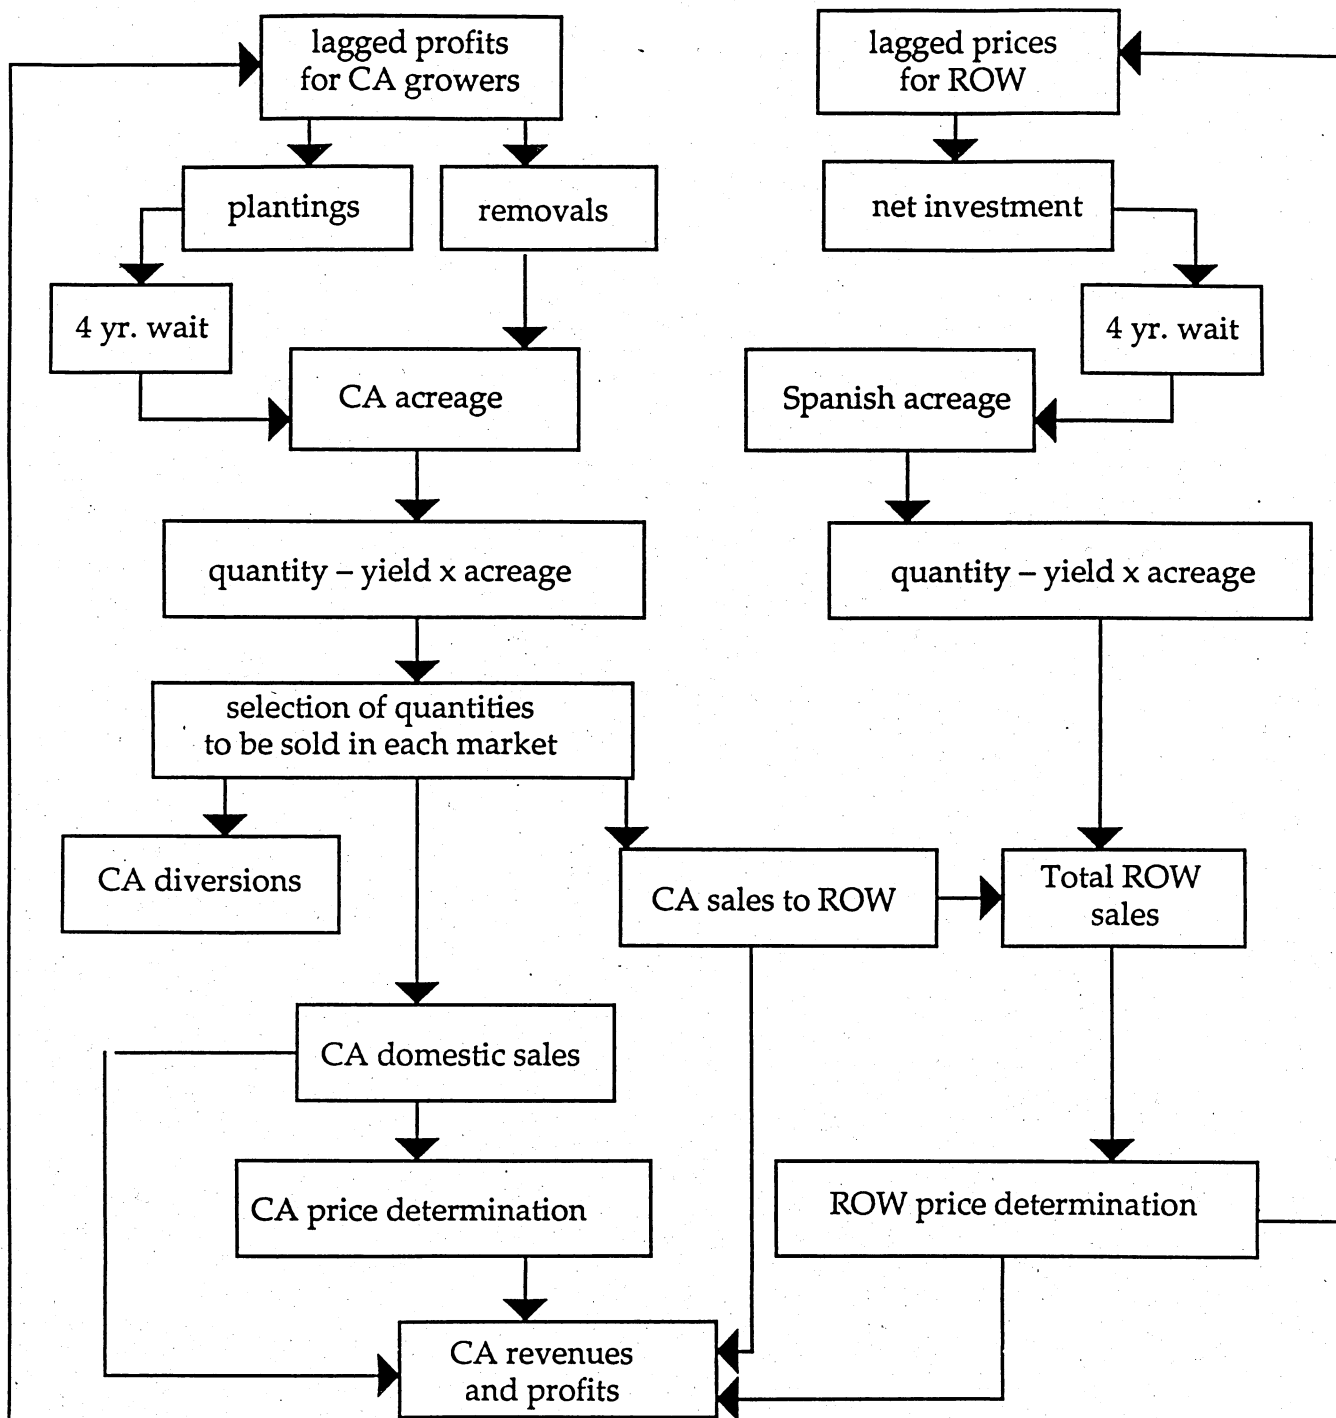 lagged profits
for CA growers
lagged prices
for ROW
plantings
removals
net investment
4 yr. wait
4 yr. wait
CA acreage
Spanish acreage
quantity – yield x acreage
quantity – yield x acreage
selection of quantities
to be sold in each market
CA diversions
CA sales to ROW
Total ROW
sales
CA domestic sales
CA price determination
ROW price determination
CA revenues
and profits